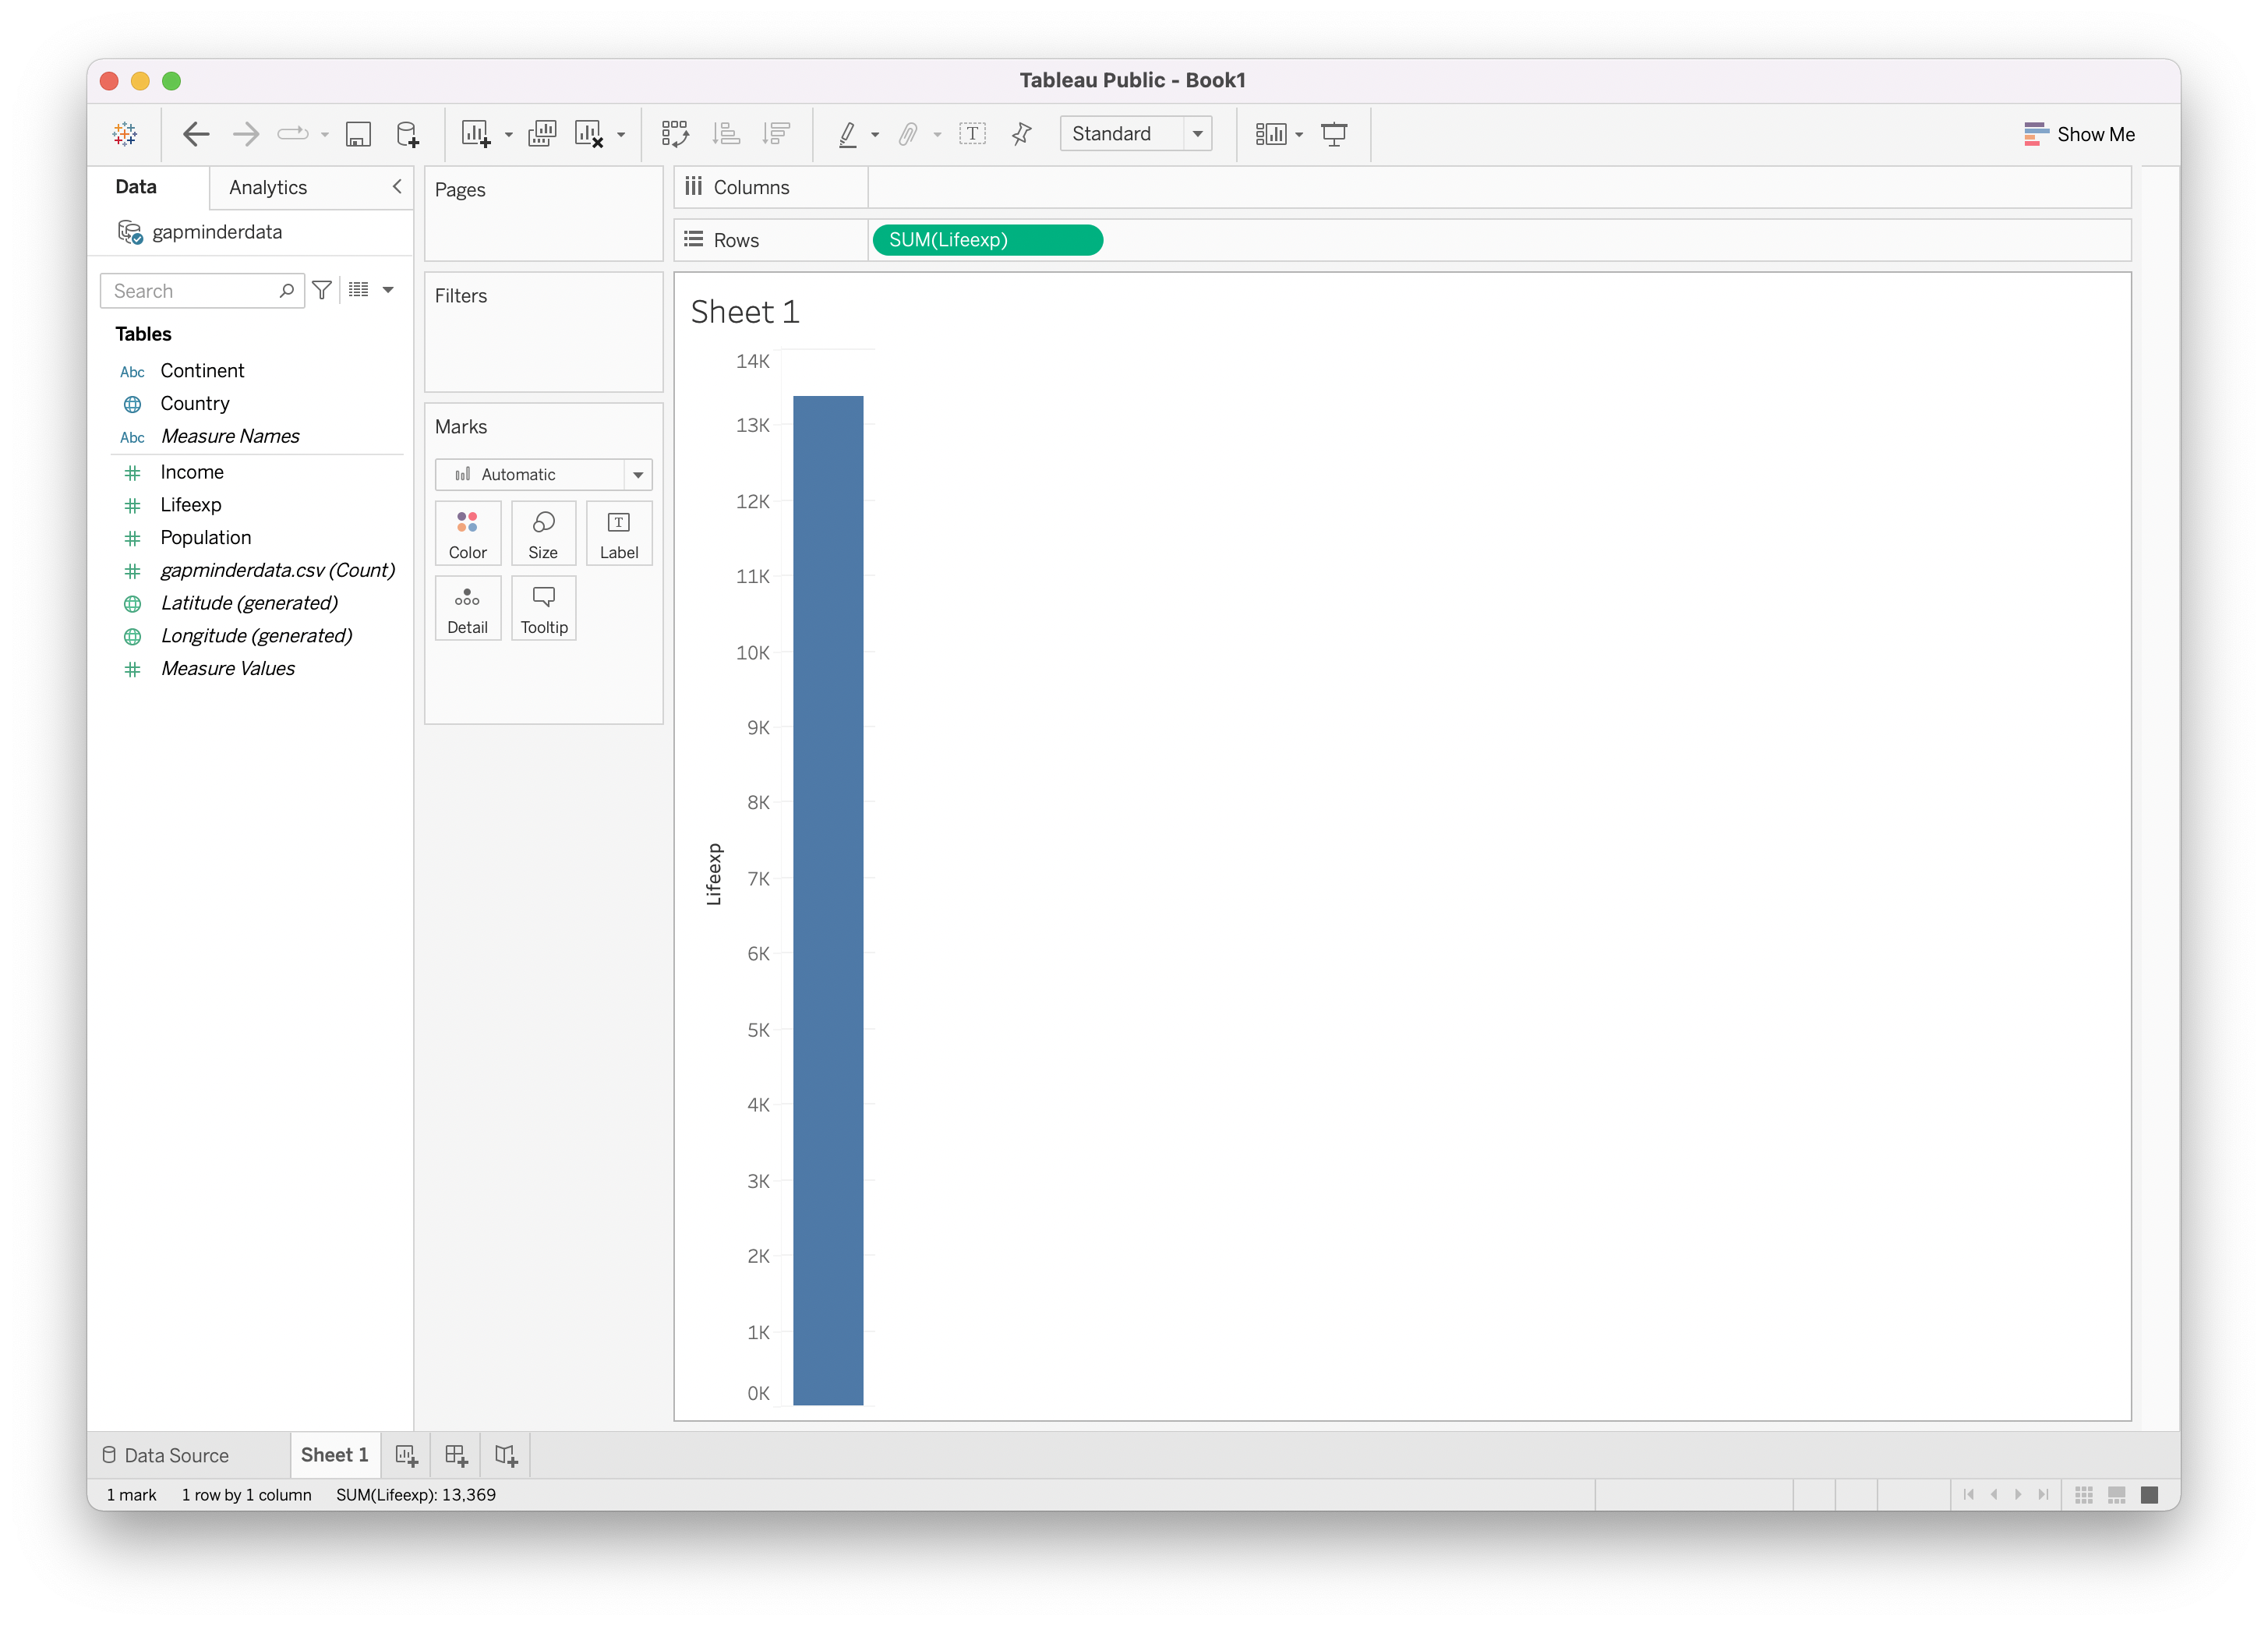 Tableau Public - Book1
Standard
Show Me
Data
Analytics
gapminderdata
Search
Tables
Abc Continent
Country
Abc Measure Names
Income
Lifeexp
Population
gapminderdata.csv (Count)
Latitude (generated)
Longitude (generated)
Measure Values
Pages
Filters
Marks
Automatic
Color
Size
T
Label
Detail
Tooltip
Columns
Rows
SUM(Lifeexp)
Sheet 1
Lifeexp
14K
13K
12K
11K
10K
9K
8K
7K
6K
5K
4K
3K
2K
1K
0K
Data Source
Sheet 1
1 mark 1 row by 1 column SUM(Lifeexp): 13,369